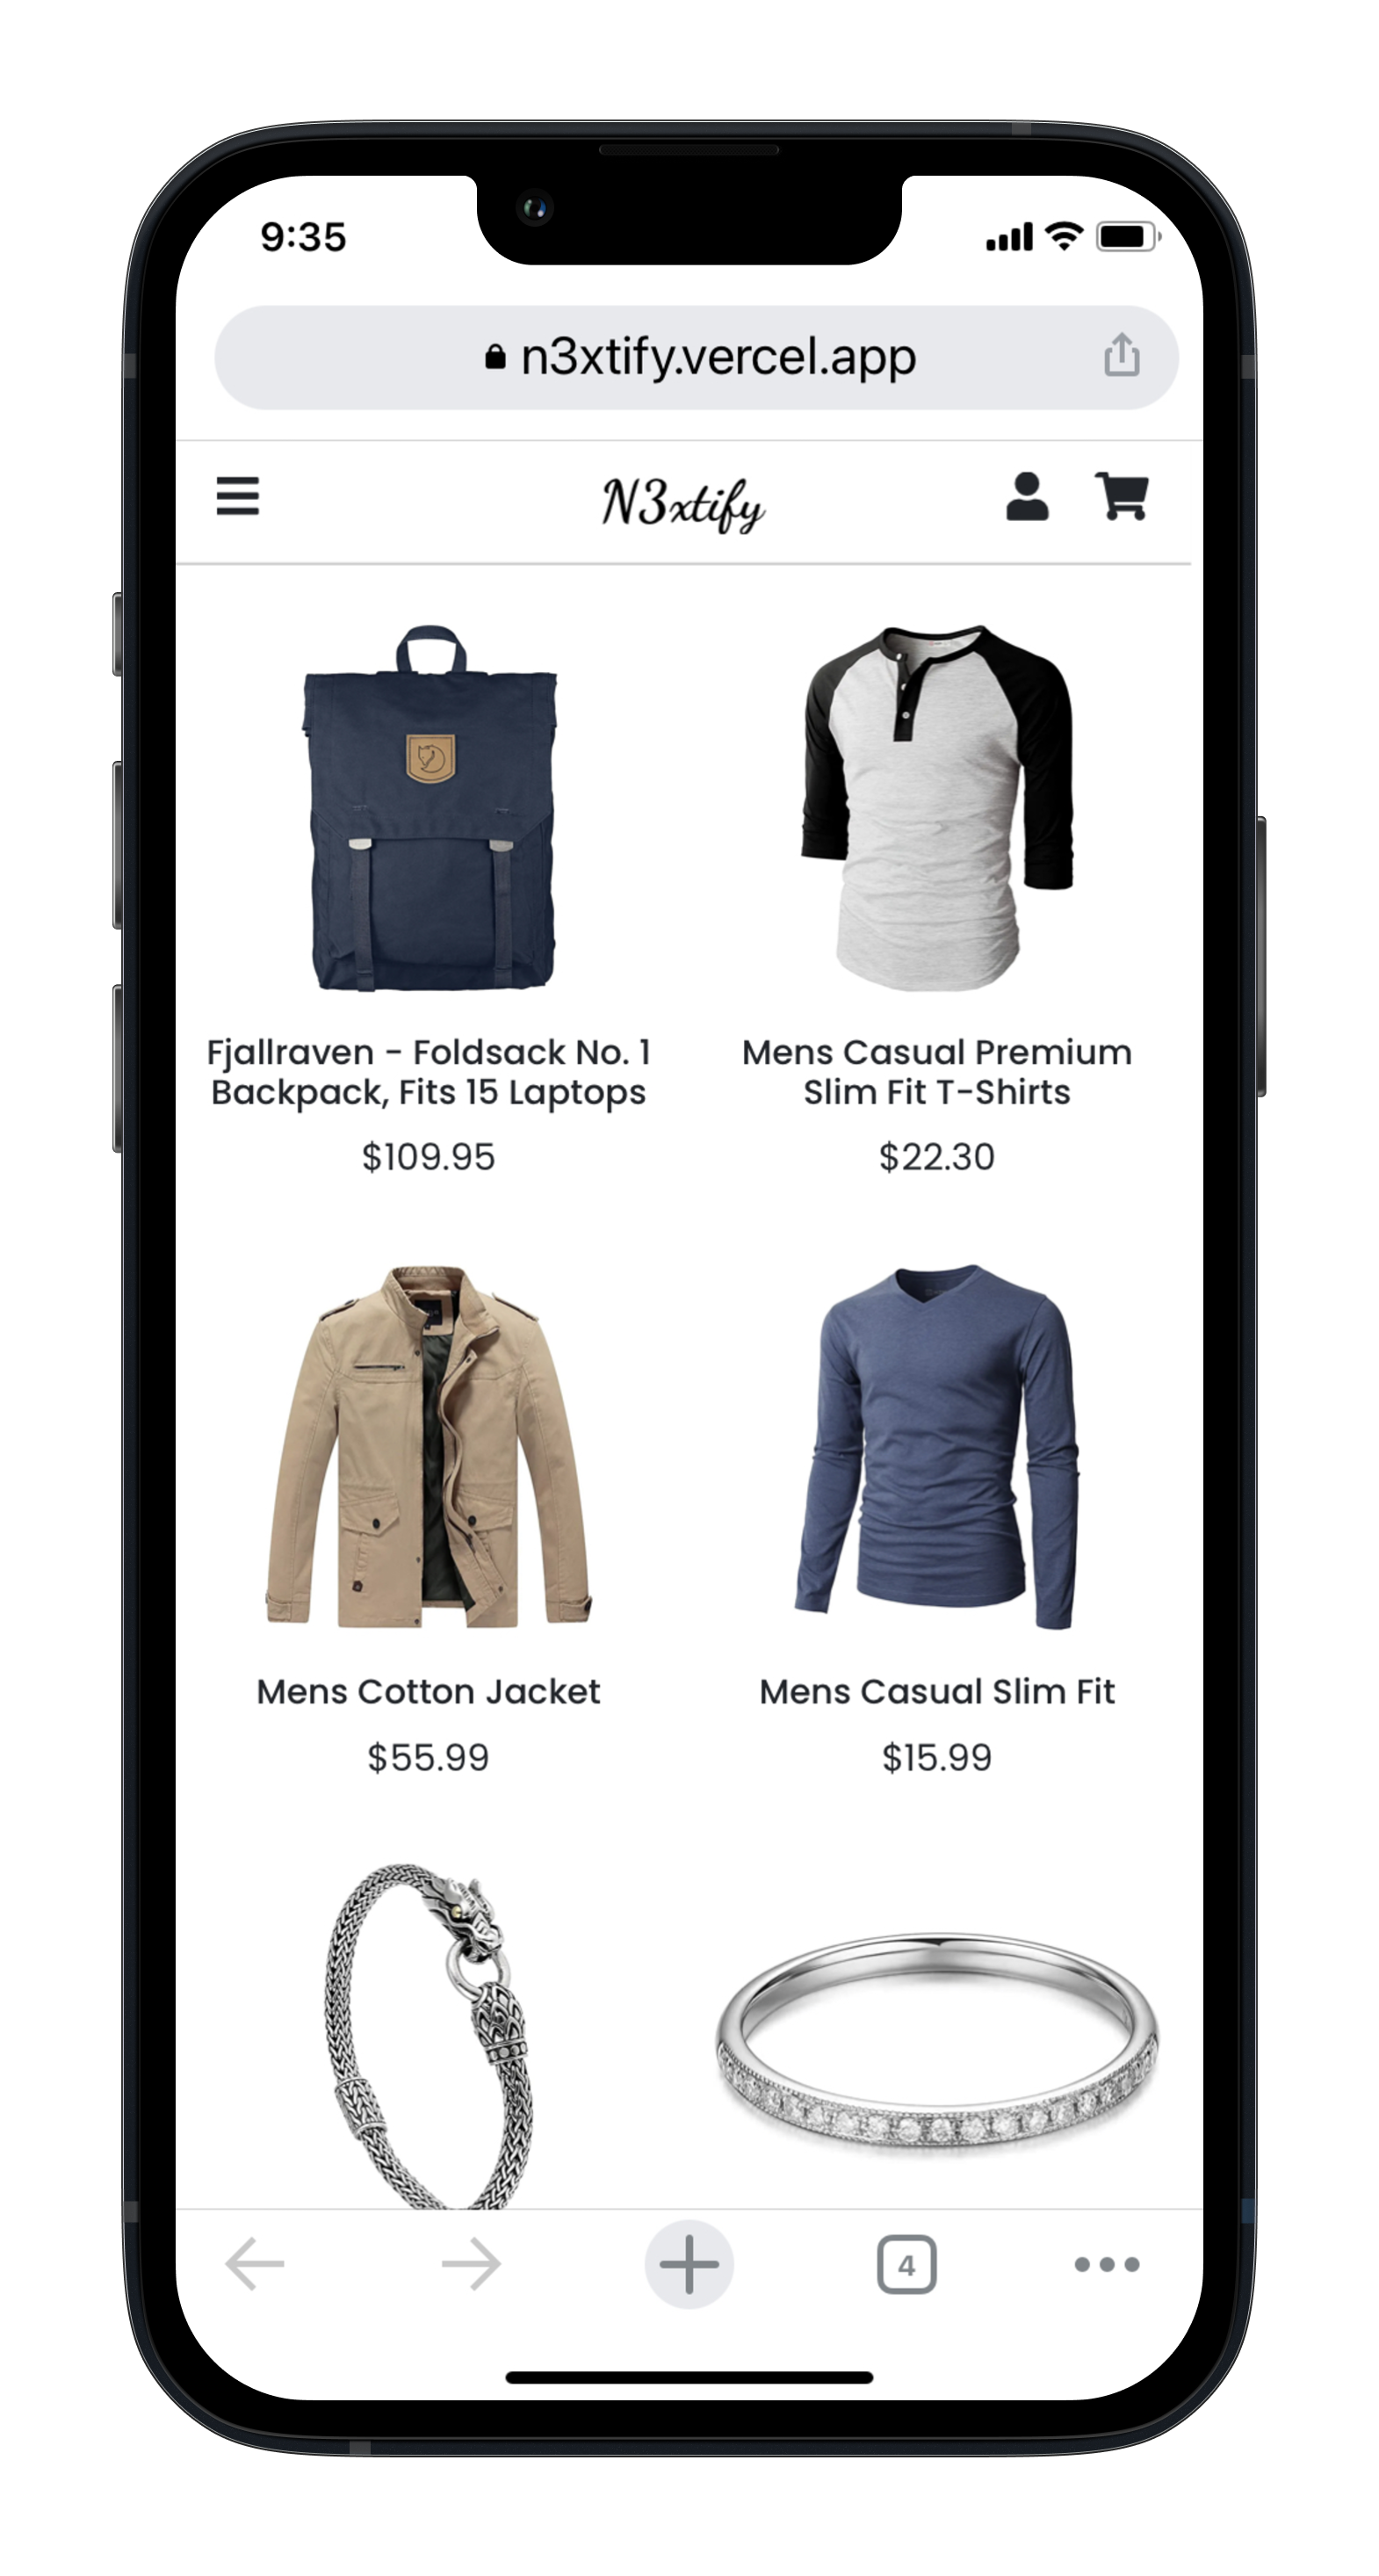 9:35
n3xtify.vercel.app
N3xtify
Fjallraven - Foldsack No. 1
Backpack, Fits 15 Laptops
$109.95
Mens Casual Premium
Slim Fit T-Shirts
$22.30
Mens Cotton Jacket
$55.99
Mens Casual Slim Fit
$15.99
4